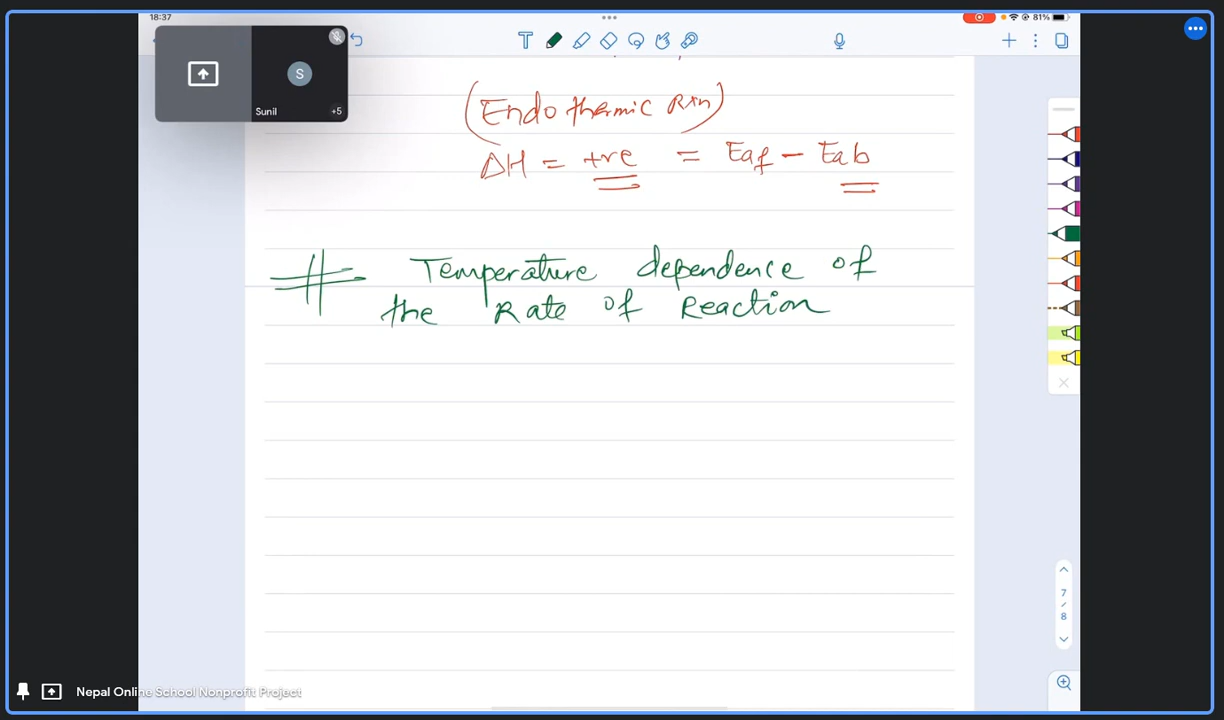 18:37
81%
S
Sunil
+5
(Endothermic Rxn)
ΔH = +ve = Eaf - Eab
# Temperature dependence of
the Rate of Reaction
7
/
8
Nepal Online School Nonprofit Project